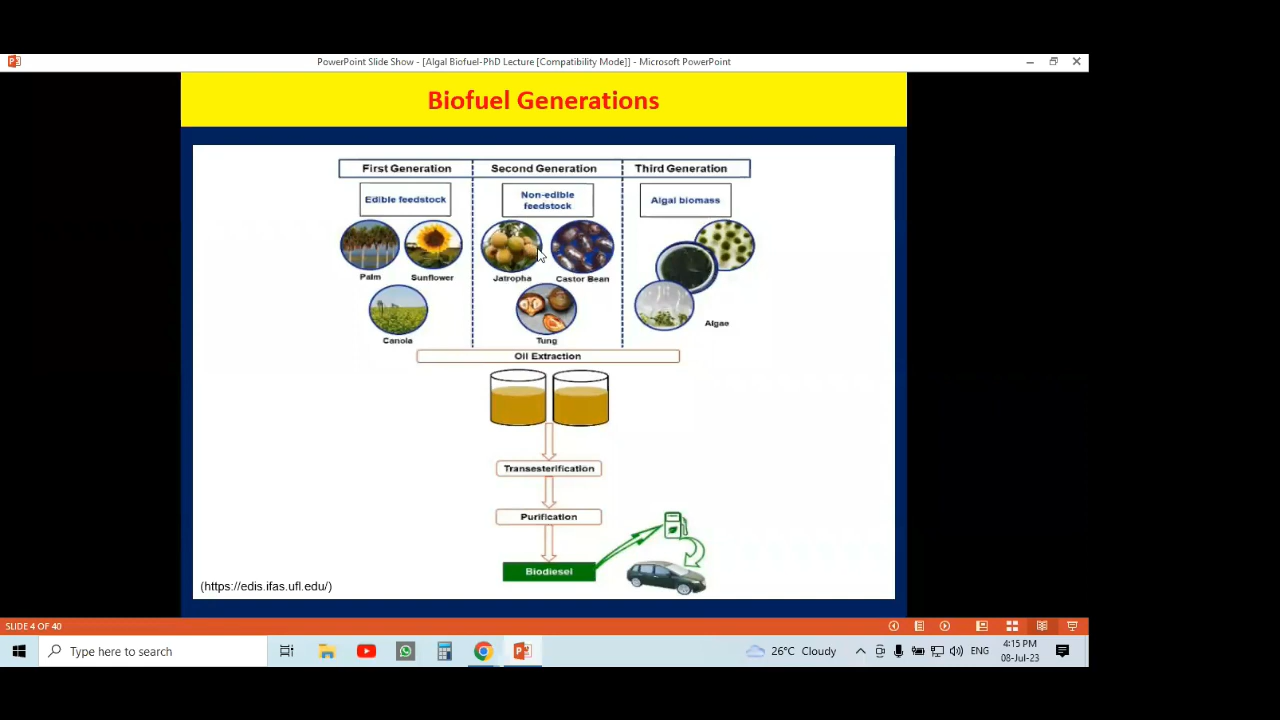 PowerPoint Slide Show - [Algal Biofuel-PhD Lecture [Compatibility Mode]] - Microsoft PowerPoint
Biofuel Generations
First Generation
Second Generation
Third Generation
Edible feedstock
Non-edible
feedstock
Algal biomass
Palm
Sunflower
Jatropha
Castor Bean
Canola
Tung
Algae
Oil Extraction
Transesterification
Purification
Biodiesel
(https://edis.ifas.ufl.edu/)
SLIDE 4 OF 40
Type here to search
26°C Cloudy
ENG
4:15 PM
08-Jul-23